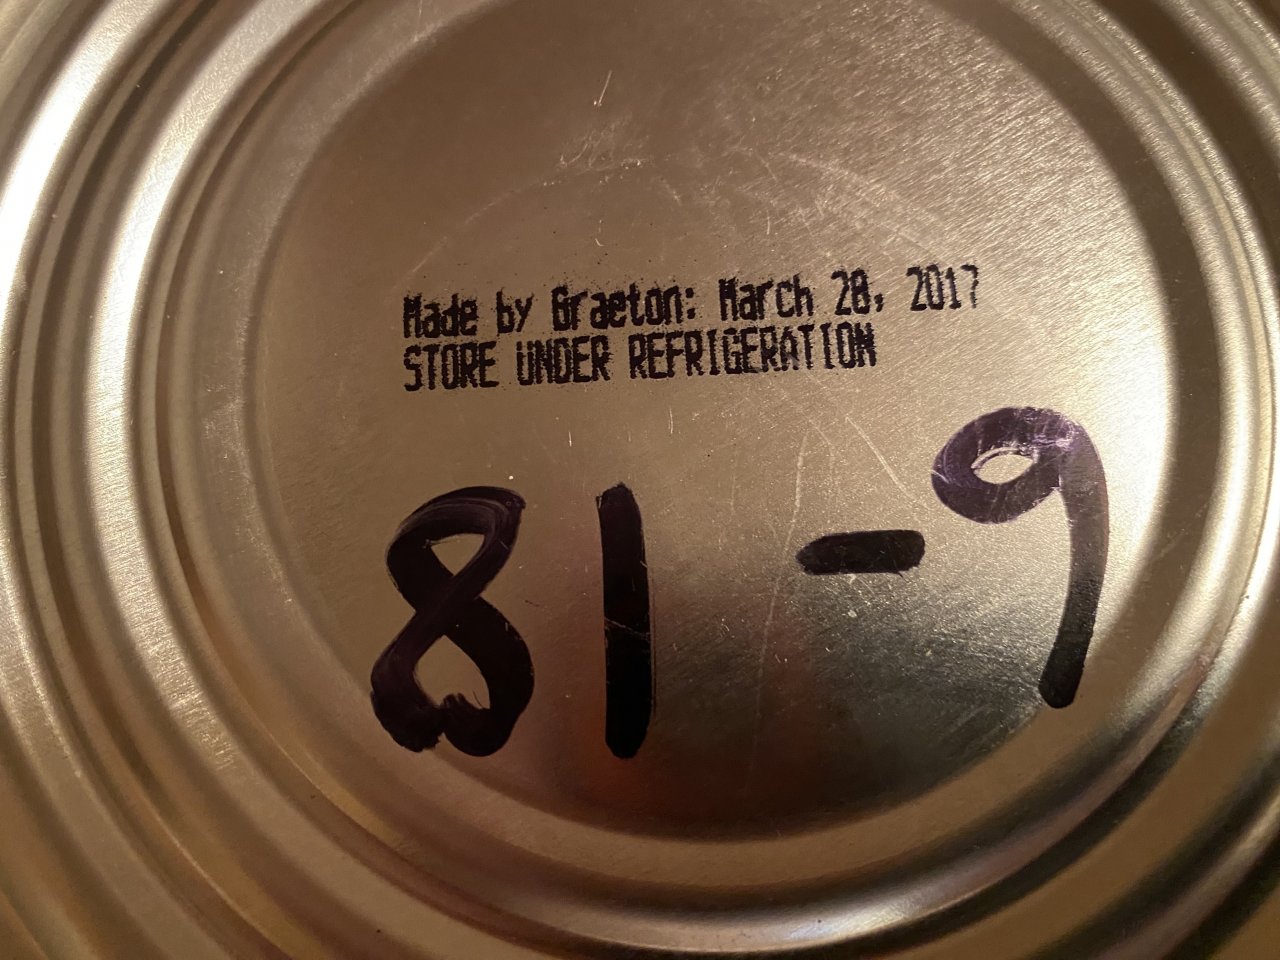 Made by Graeton: March 28, 2017
STORE UNDER REFRIGERATION
81-9